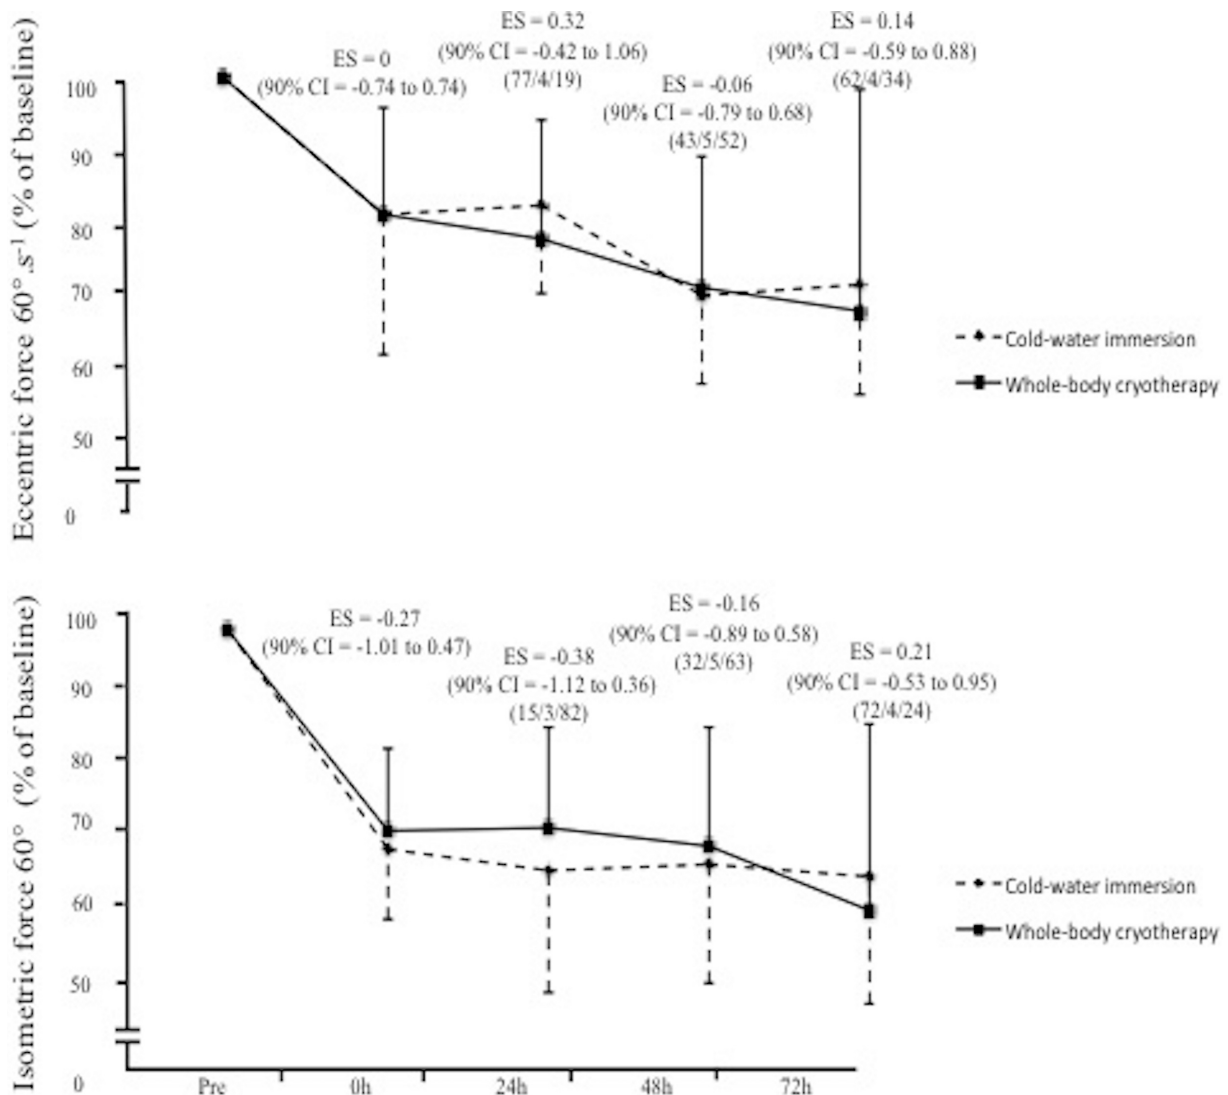 Eccentric force 60°.s⁻¹ (% of baseline)
100
90
80
70
60
50
0
ES = 0
(90% CI = -0.74 to 0.74)
ES = 0.32
(90% CI = -0.42 to 1.06)
(77/4/19)
ES = -0.06
(90% CI = -0.79 to 0.68)
(43/5/52)
ES = 0.14
(90% CI = -0.59 to 0.88)
(62/4/34)
Cold-water immersion
Whole-body cryotherapy
Isometric force 60° (% of baseline)
100
90
80
70
60
50
0
ES = -0.27
(90% CI = -1.01 to 0.47)
ES = -0.38
(90% CI = -1.12 to 0.36)
(15/3/82)
ES = -0.16
(90% CI = -0.89 to 0.58)
(32/5/63)
ES = 0.21
(90% CI = -0.53 to 0.95)
(72/4/24)
Cold-water immersion
Whole-body cryotherapy
Pre 0h 24h 48h 72h